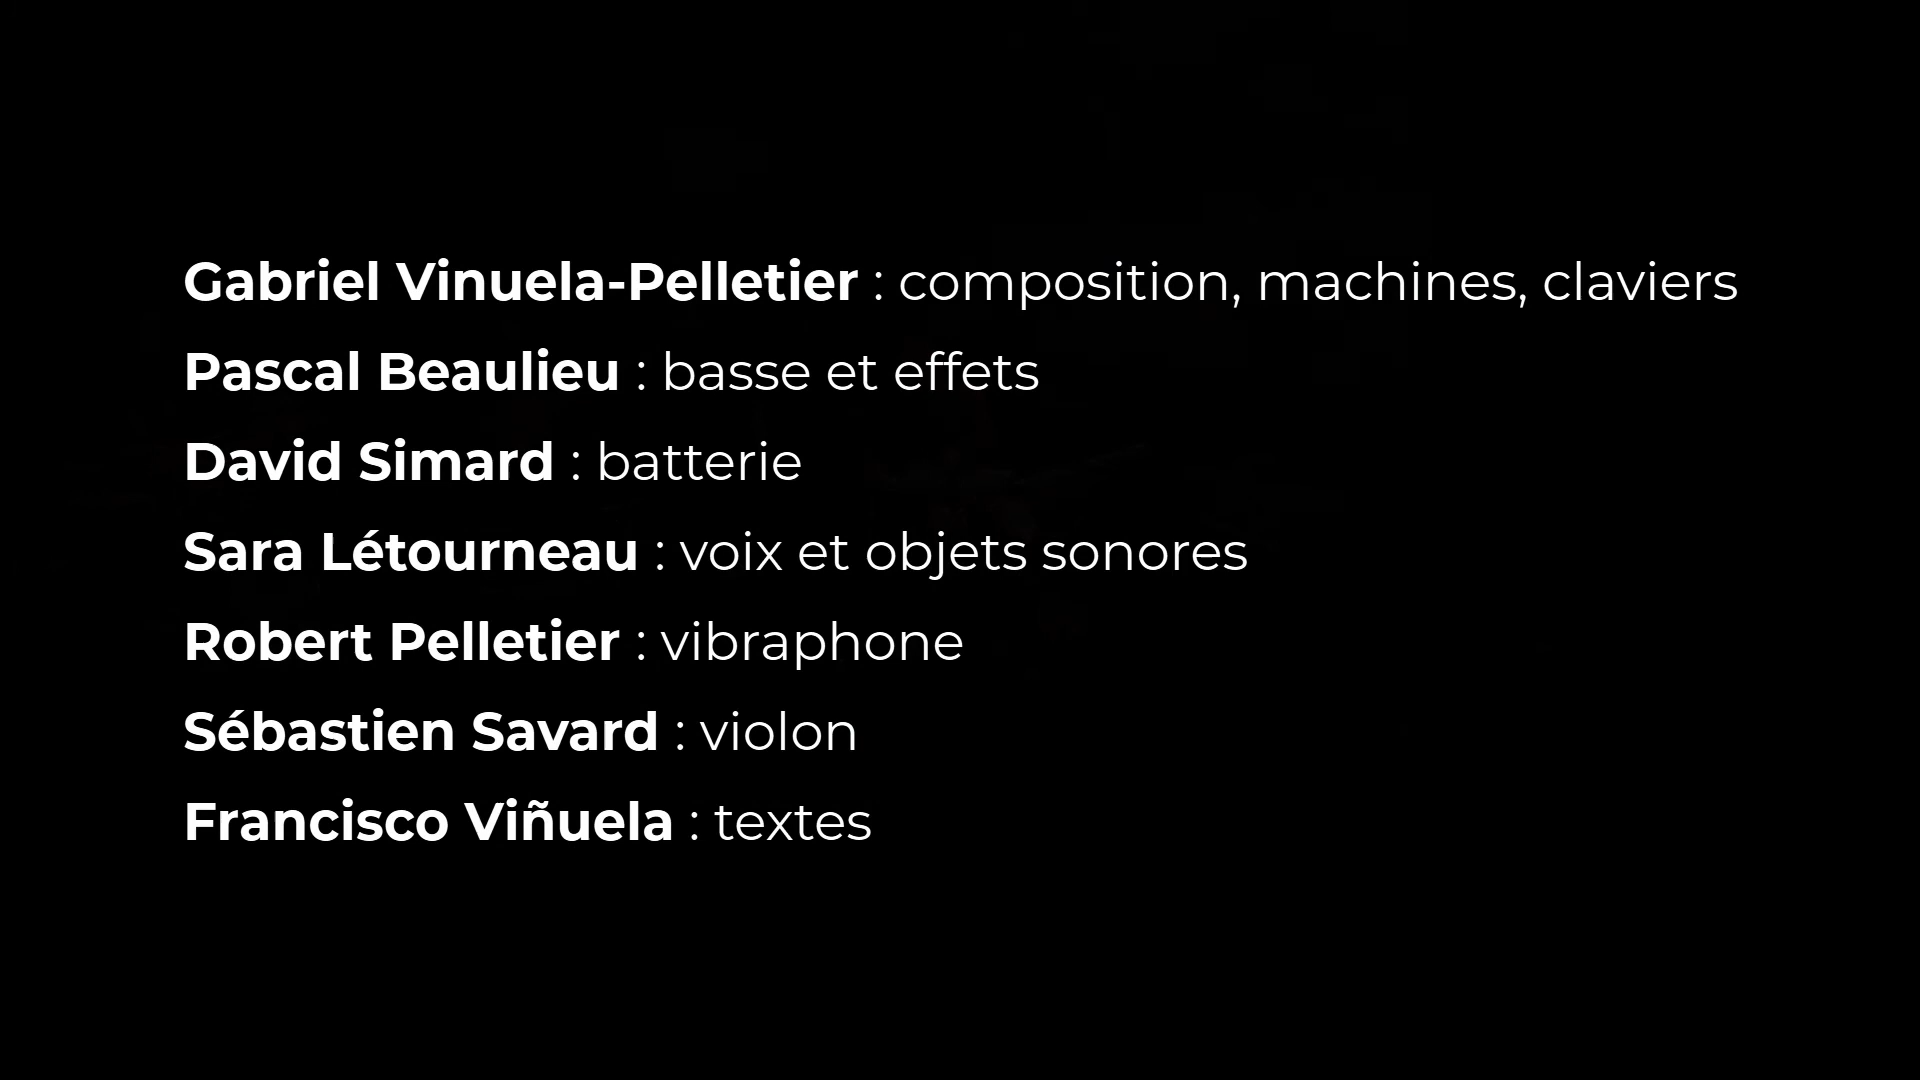 Gabriel Vinuela-Pelletier : composition, machines, claviers
Pascal Beaulieu : basse et effets
David Simard : batterie
Sara Létourneau : voix et objets sonores
Robert Pelletier : vibraphone
Sébastien Savard : violon
Francisco Viñuela : textes